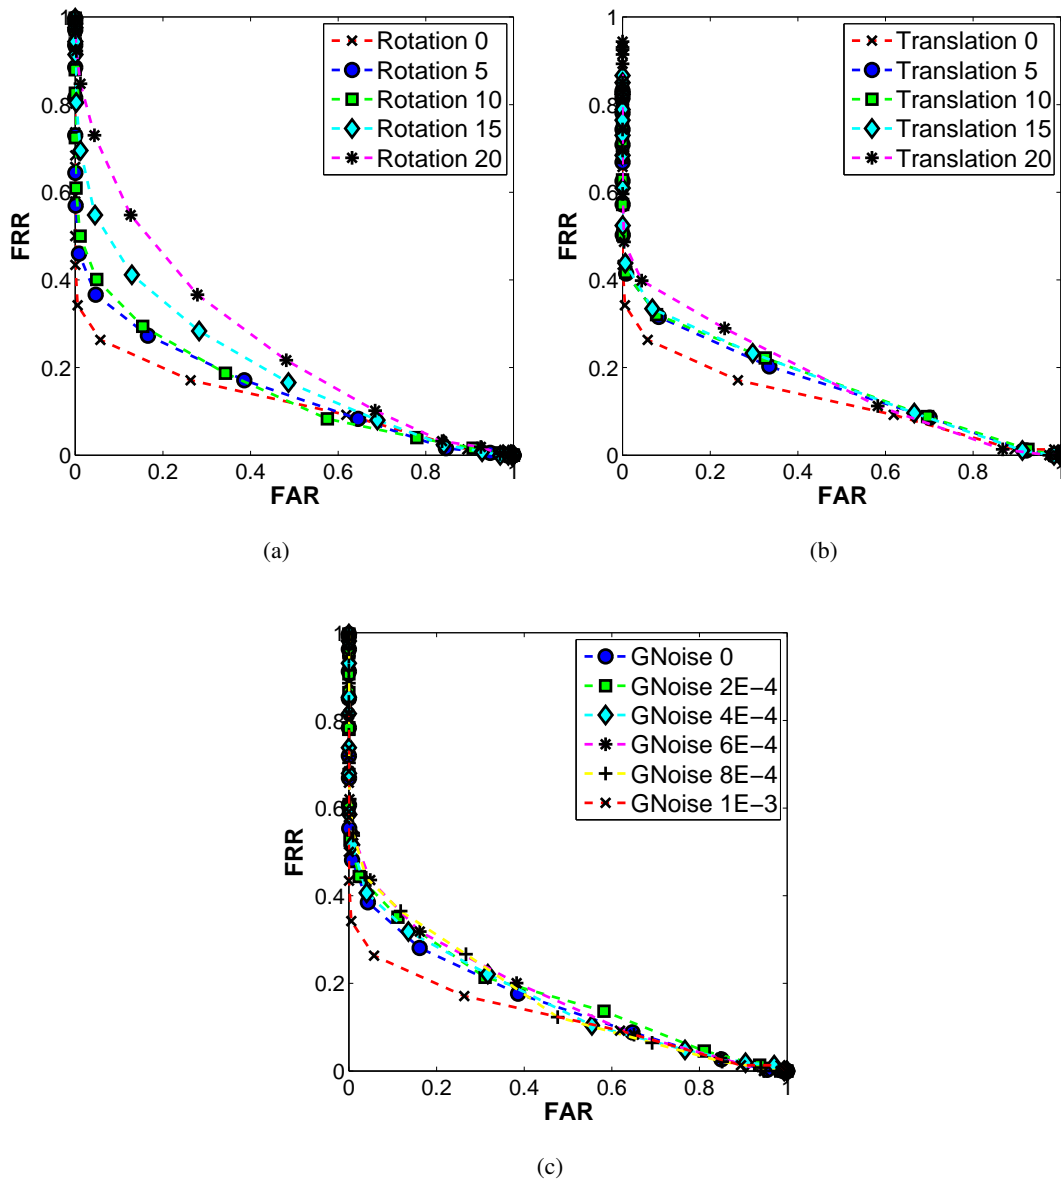 1
0.8
0.6
0.4
0.2
0
0
0.2
0.4
0.6
0.8
1
FRR
FAR
Rotation 0
Rotation 5
Rotation 10
Rotation 15
Rotation 20
(a)
1
0.8
0.6
0.4
0.2
0
0
0.2
0.4
0.6
0.8
1
FRR
FAR
Translation 0
Translation 5
Translation 10
Translation 15
Translation 20
(b)
1
0.8
0.6
0.4
0.2
0
0
0.2
0.4
0.6
0.8
1
FRR
FAR
GNoise 0
GNoise 2E−4
GNoise 4E−4
GNoise 6E−4
GNoise 8E−4
GNoise 1E−3
(c)